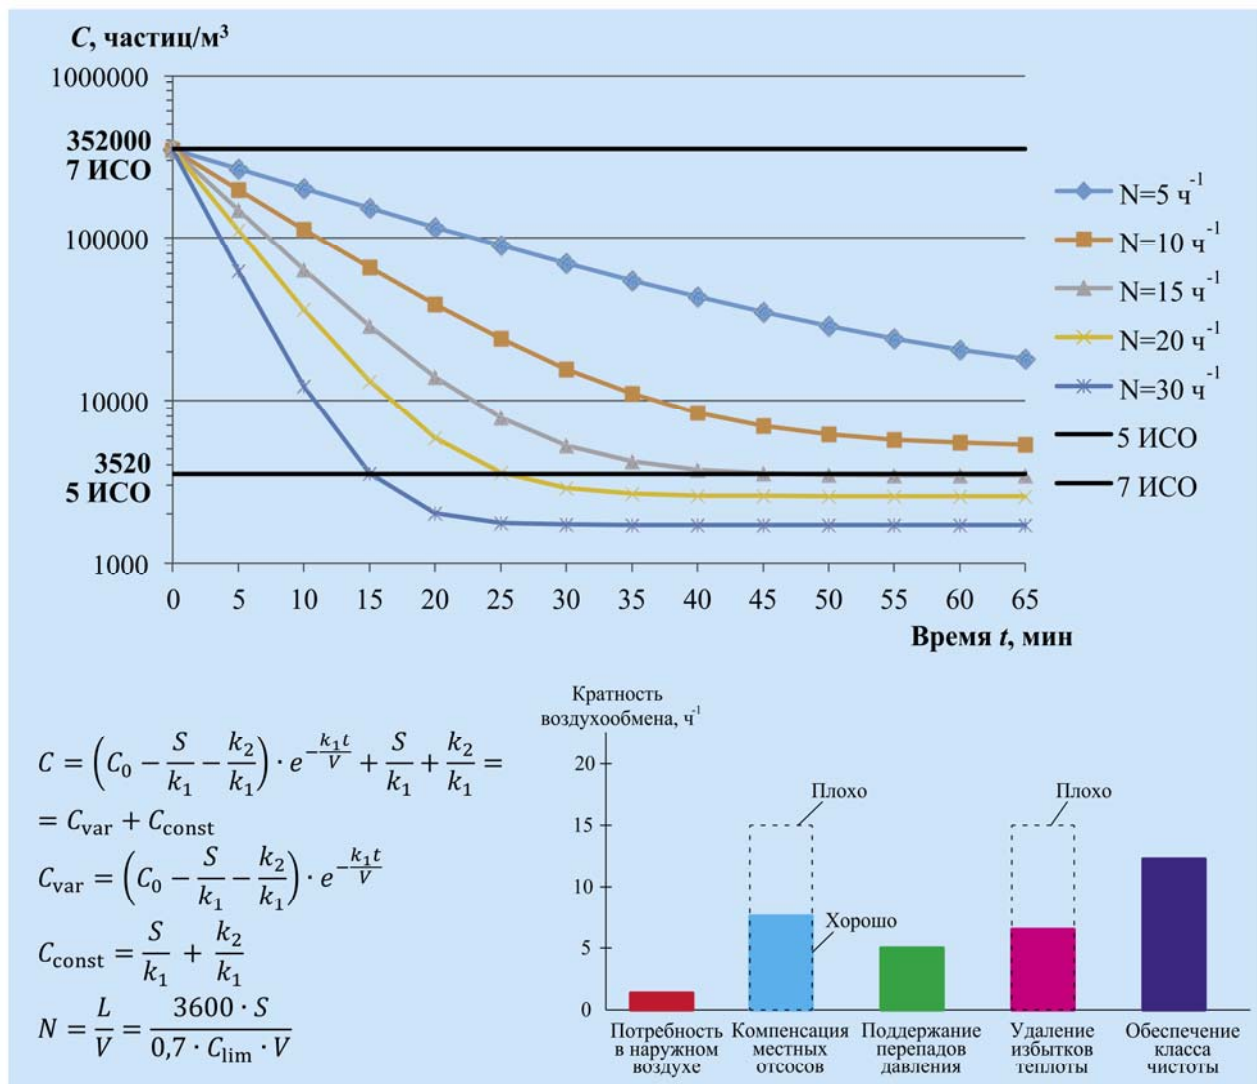 C, частиц/м³
1000000
352000
7 ИСО
100000
10000
3520
5 ИСО
1000
0 5 10 15 20 25 30 35 40 45 50 55 60 65
Время t, мин
N=5 ч⁻¹
N=10 ч⁻¹
N=15 ч⁻¹
N=20 ч⁻¹
N=30 ч⁻¹
5 ИСО
7 ИСО
C = (C₀ − S/k₁ − k₂/k₁) · e^(−k₁t/V) + S/k₁ + k₂/k₁ =
= C_var + C_const
C_var = (C₀ − S/k₁ − k₂/k₁) · e^(−k₁t/V)
C_const = S/k₁ + k₂/k₁
N = L/V = 3600 · S / 0,7 · C_lim · V
Кратность
воздухообмена, ч⁻¹
20
15
10
5
0
Плохо
Хорошо
Плохо
Потребность
в наружном
воздухе
Компенсация
местных
отсосов
Поддержание
перепадов
давления
Удаление
избытков
теплоты
Обеспечение
класса
чистоты